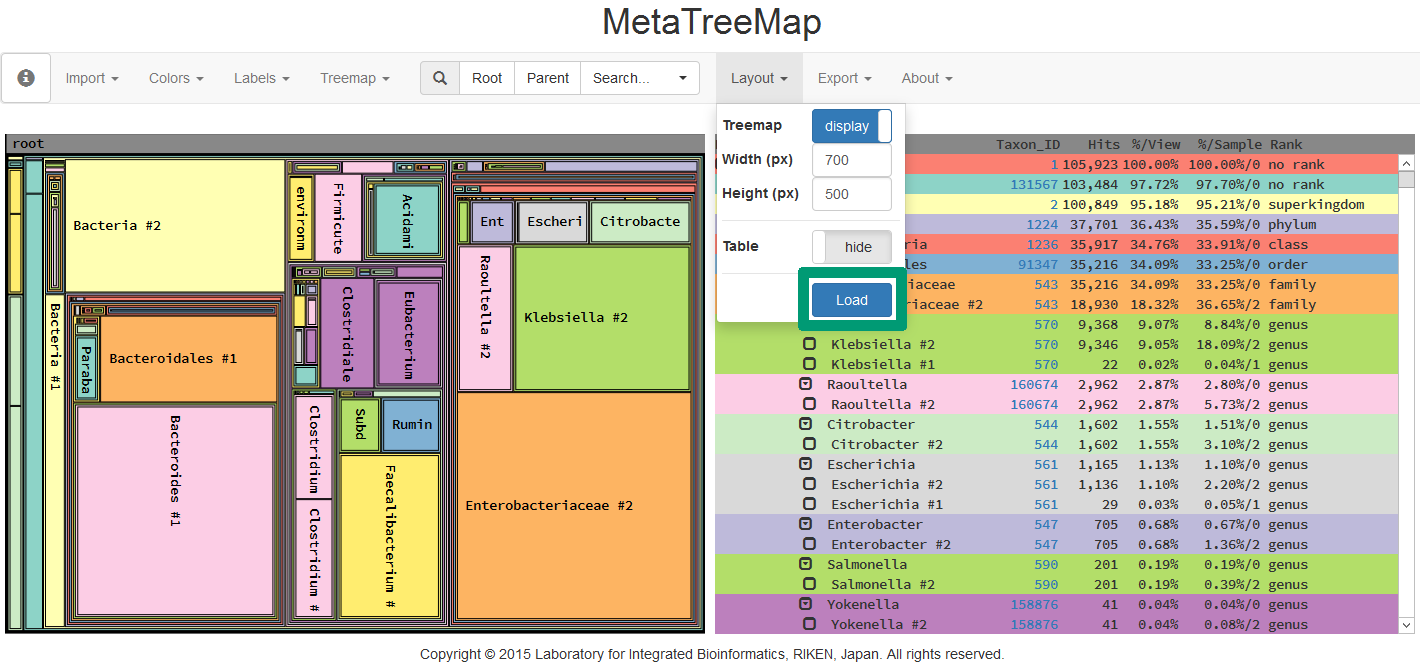 MetaTreeMap
Import Colors Labels Treemap Root Parent Search... Layout Export About
root
Bacteria #2
Bacteria #1
Bacteroidales #1
Paraba
Bacteroides #1
environm
Firmicute
Acidami
Clostridiale
Eubacterium
Clostridium
Clostridium #
Subd
Rumin
Faecalibacterium #
Ent
Escheri
Citrobacte
Raoultella #2
Klebsiella #2
Enterobacteriaceae #2
Treemap display
Width (px) 700
Height (px) 500
Table hide
Load
Taxon_ID Hits %/View %/Sample Rank
1 105,923 100.00% 100.00%/0 no rank
131567 103,484 97.72% 97.70%/0 no rank
2 100,849 95.18% 95.21%/0 superkingdom
1224 37,701 36.43% 35.59%/0 phylum
ria 1236 35,917 34.76% 33.91%/0 class
les 91347 35,216 34.09% 33.25%/0 order
iaceae 543 35,216 34.09% 33.25%/0 family
riaceae #2 543 18,930 18.32% 36.65%/2 family
570 9,368 9.07% 8.84%/0 genus
Klebsiella #2 570 9,346 9.05% 18.09%/2 genus
Klebsiella #1 570 22 0.02% 0.04%/1 genus
Raoultella 160674 2,962 2.87% 2.80%/0 genus
Raoultella #2 160674 2,962 2.87% 5.73%/2 genus
Citrobacter 544 1,602 1.55% 1.51%/0 genus
Citrobacter #2 544 1,602 1.55% 3.10%/2 genus
Escherichia 561 1,165 1.13% 1.10%/0 genus
Escherichia #2 561 1,136 1.10% 2.20%/2 genus
Escherichia #1 561 29 0.03% 0.05%/1 genus
Enterobacter 547 705 0.68% 0.67%/0 genus
Enterobacter #2 547 705 0.68% 1.36%/2 genus
Salmonella 590 201 0.19% 0.19%/0 genus
Salmonella #2 590 201 0.19% 0.39%/2 genus
Yokenella 158876 41 0.04% 0.04%/0 genus
Yokenella #2 158876 41 0.04% 0.08%/2 genus
Copyright © 2015 Laboratory for Integrated Bioinformatics, RIKEN, Japan. All rights reserved.